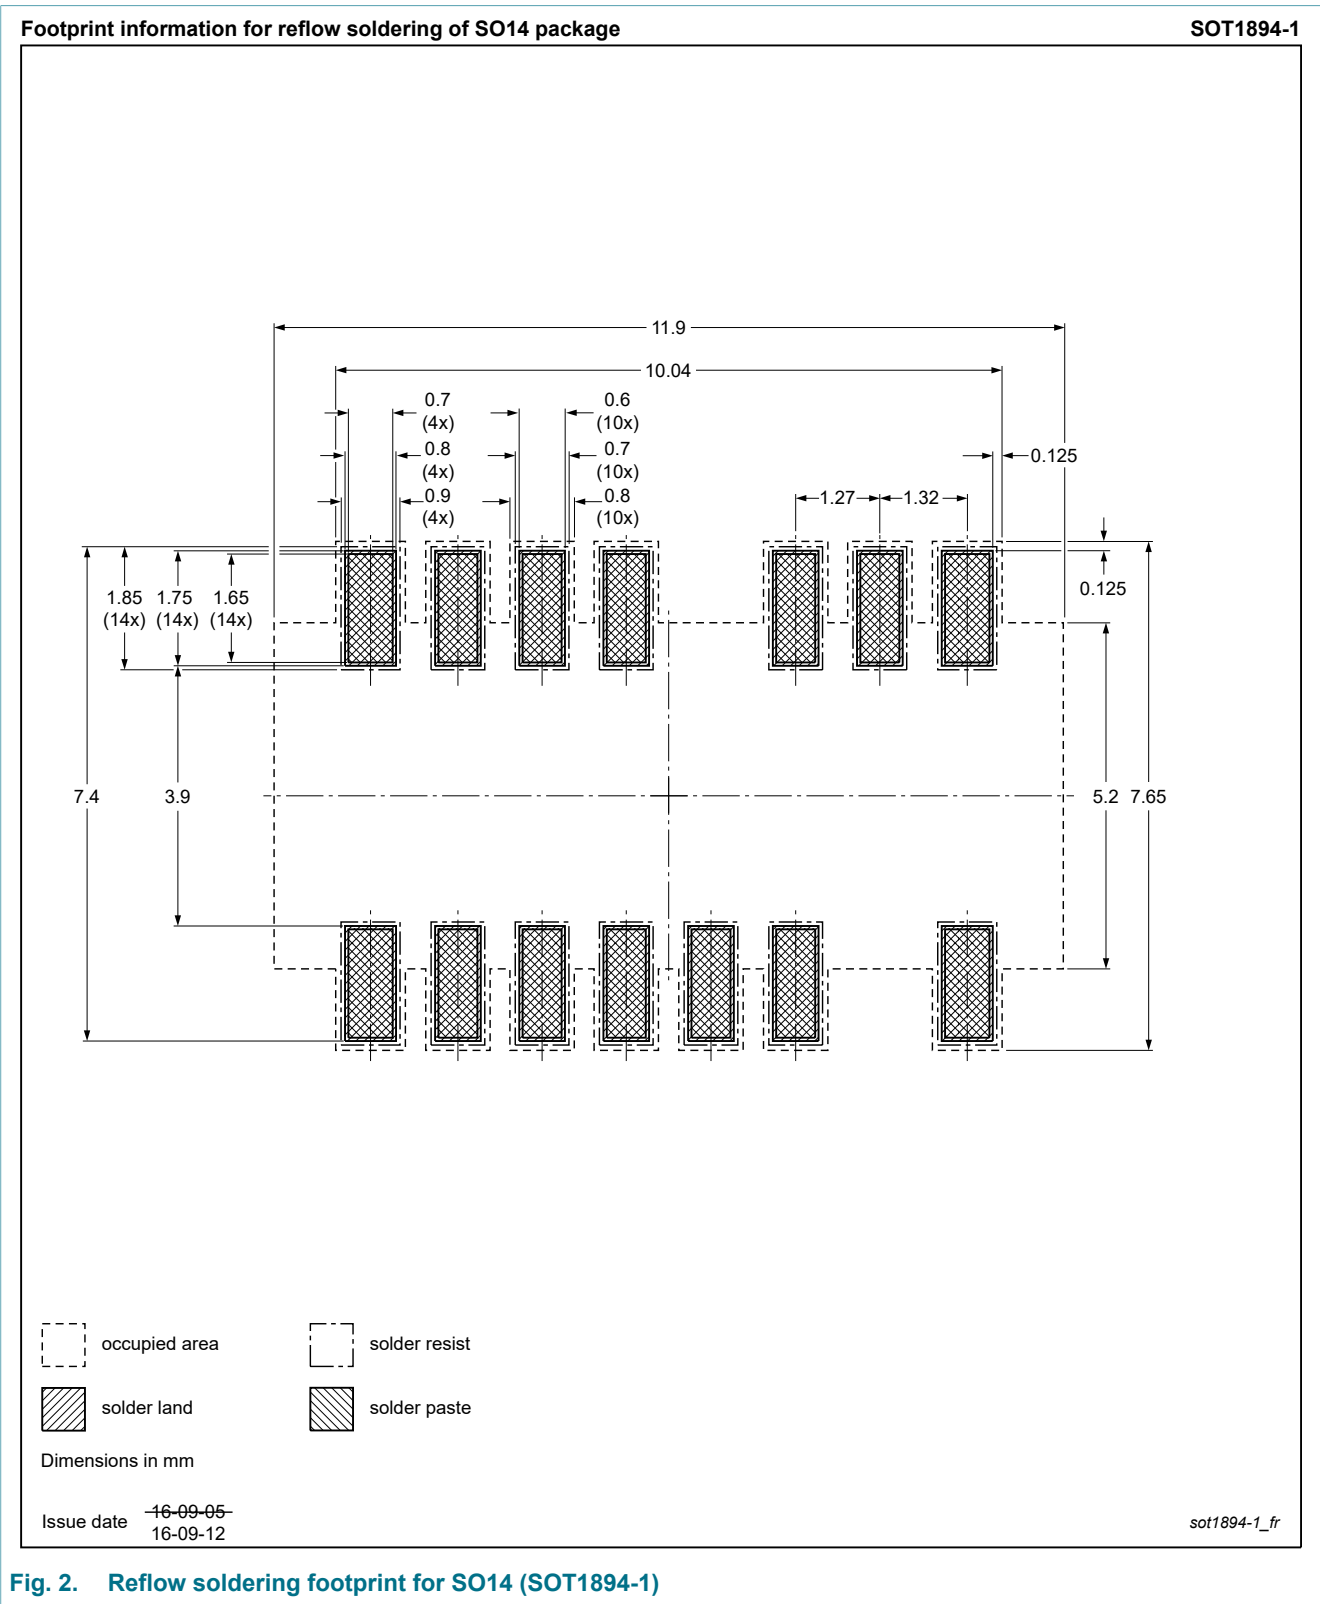 Footprint information for reflow soldering of SO14 package SOT1894-1
11.9
10.04
0.7 0.6
(4x) (10x)
0.8 0.7 0.125
(4x) (10x)
0.9 0.8 1.27 1.32
(4x) (10x)
0.125
1.85 1.75 1.65
(14x) (14x) (14x)
7.4 3.9 5.2 7.65
occupied area solder resist
solder land solder paste
Dimensions in mm
Issue date 16-09-05
16-09-12
sot1894-1_fr
Fig. 2. Reflow soldering footprint for SO14 (SOT1894-1)